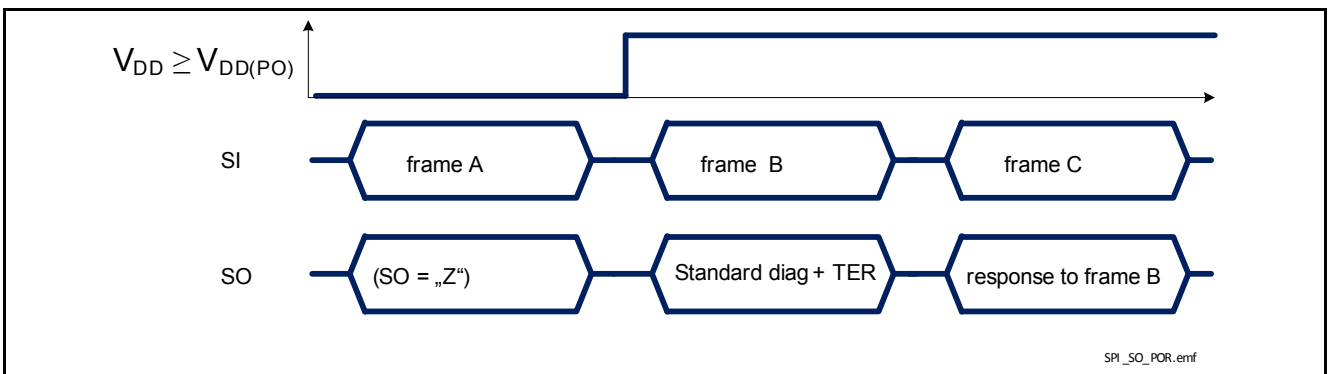 VDD ≥ VDD(PO)
SI frame A frame B frame C
SO (SO = „Z“) Standard diag + TER response to frame B
SPI_SO_POR.emf